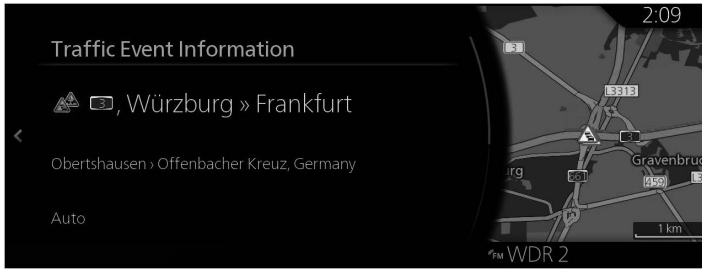 2:09
Traffic Event Information
3
3, Würzburg » Frankfurt
L3313
3
Obertshausen › Offenbacher Kreuz, Germany
Gravenbruc
661
459
Auto
1 km
FM WDR 2